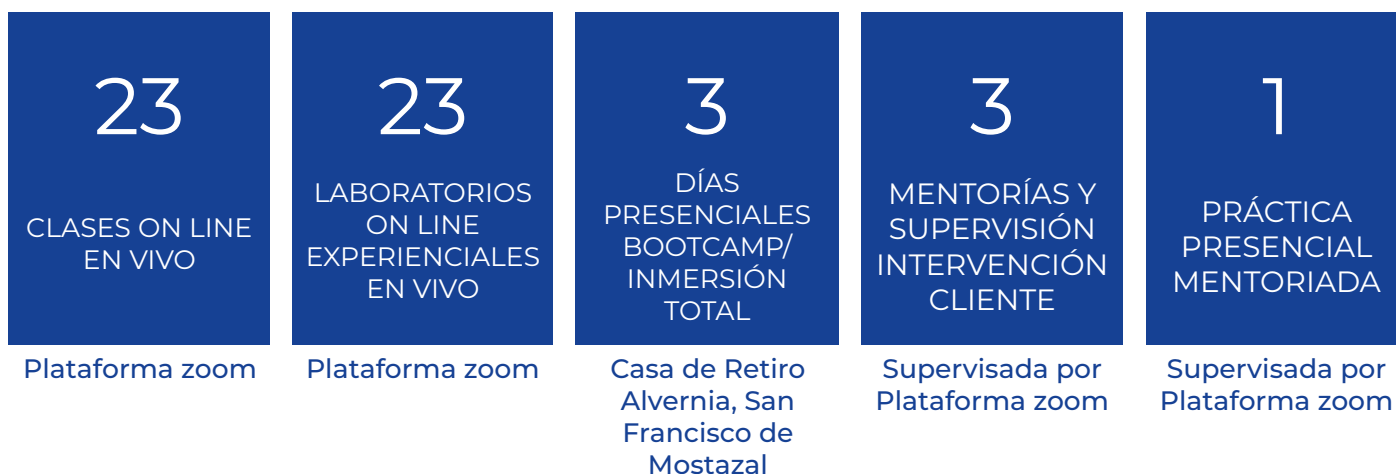 23
CLASES ON LINE
EN VIVO
Plataforma zoom
23
LABORATORIOS
ON LINE
EXPERIENCIALES
EN VIVO
Plataforma zoom
3
DÍAS
PRESENCIALES
BOOTCAMP/
INMERSIÓN
TOTAL
Casa de Retiro
Alvernia, San
Francisco de
Mostazal
3
MENTORÍAS Y
SUPERVISIÓN
INTERVENCIÓN
CLIENTE
Supervisada por
Plataforma zoom
1
PRÁCTICA
PRESENCIAL
MENTORIADA
Supervisada por
Plataforma zoom